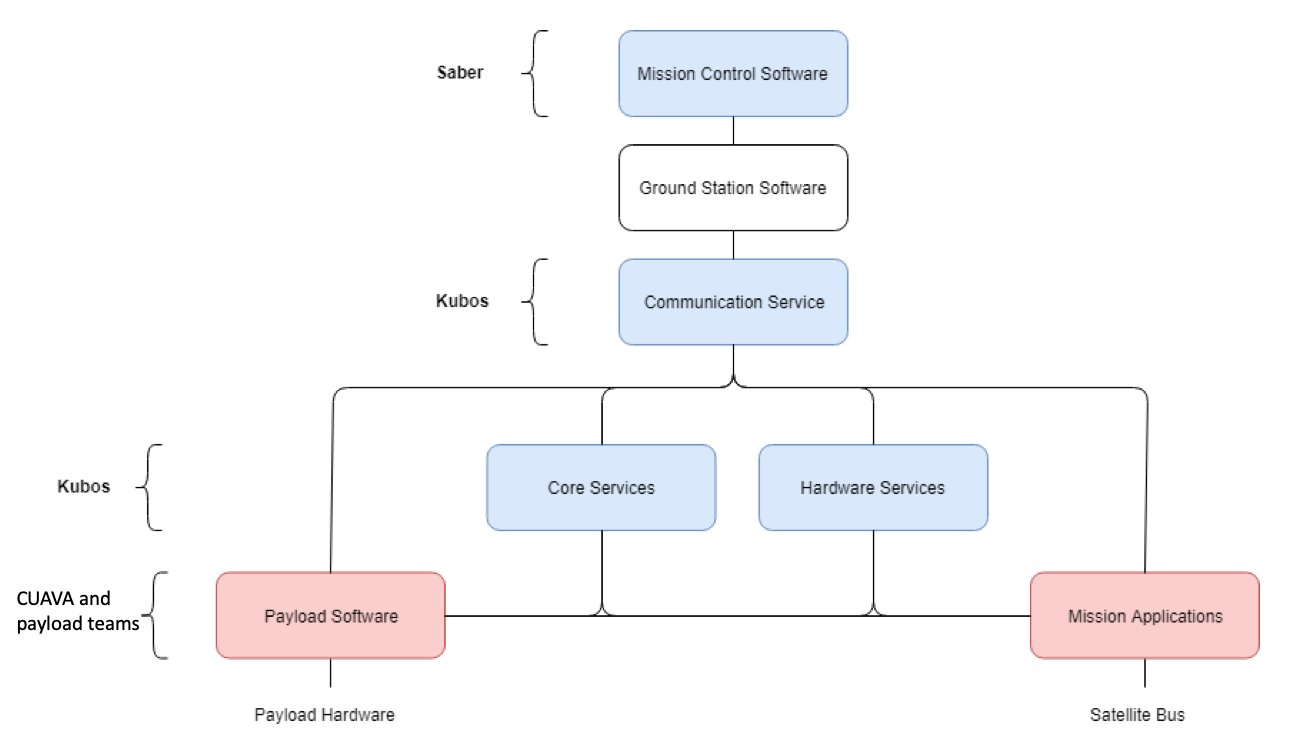 Saber
Mission Control Software
Ground Station Software
Kubos
Communication Service
Kubos
Core Services
Hardware Services
CUAVA and
payload teams
Payload Software
Mission Applications
Payload Hardware
Satellite Bus